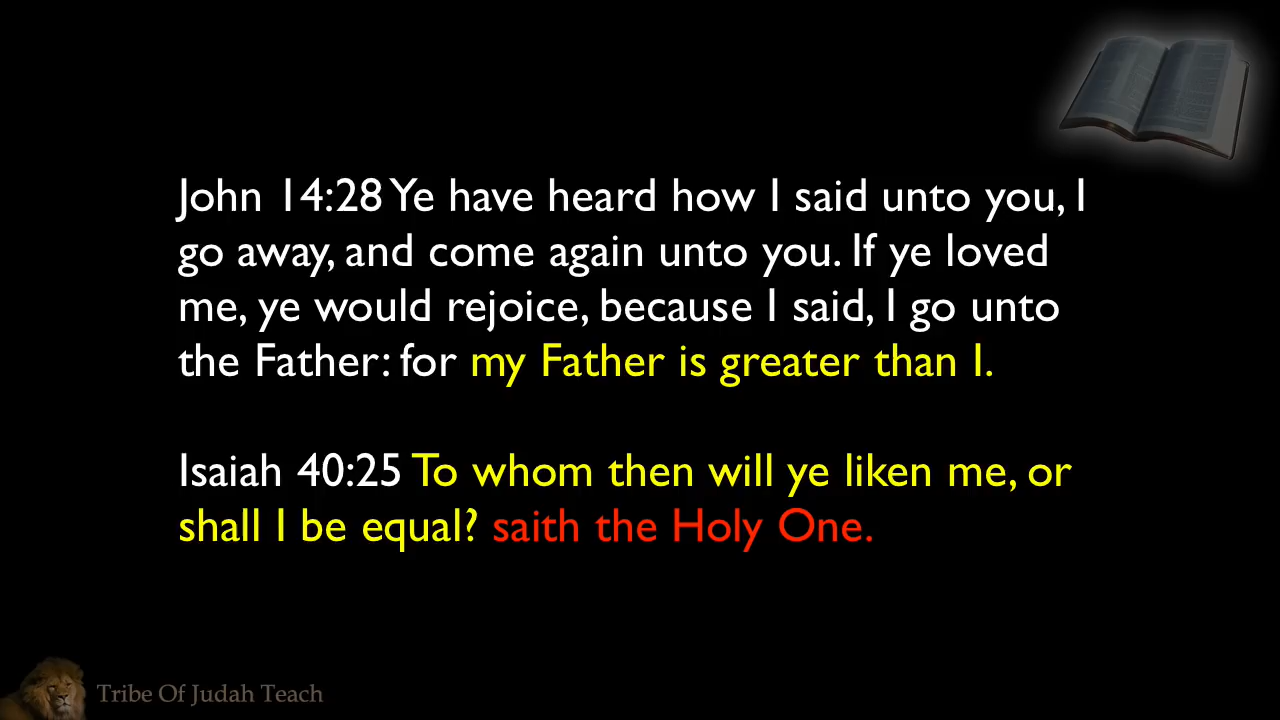 John 14:28 Ye have heard how I said unto you, I
go away, and come again unto you. If ye loved
me, ye would rejoice, because I said, I go unto
the Father: for my Father is greater than I.
Isaiah 40:25 To whom then will ye liken me, or
shall I be equal? saith the Holy One.
Tribe Of Judah Teach